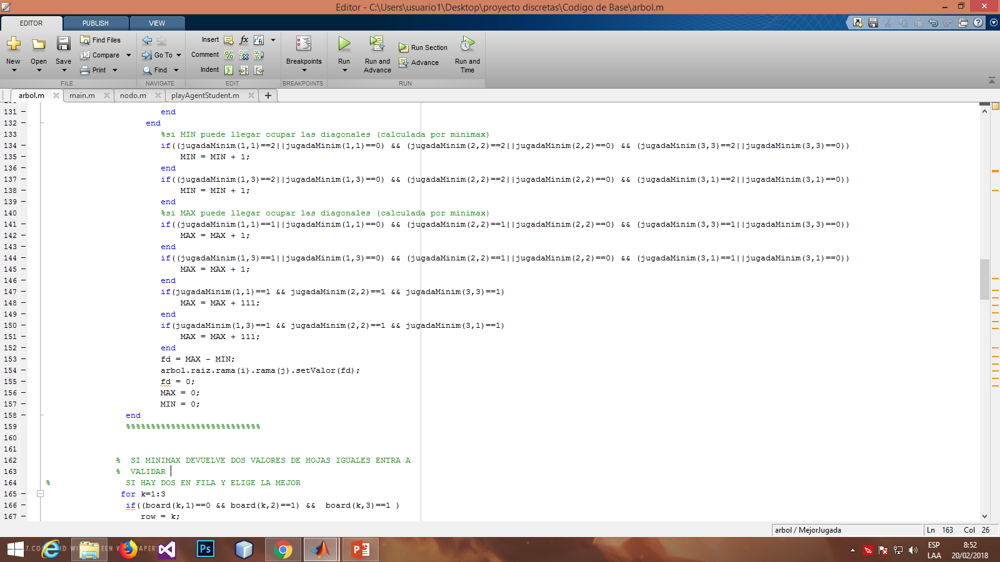 Editor - C:\Users\usuario1\Desktop\proyecto discretas\Codigo de Base\arbol.m
EDITOR PUBLISH VIEW
New Open Save Find Files Compare Print
Insert fx
Comment
Indent
Go To Find
Breakpoints
Run Run and Advance Run Section Advance Run and Time
FILE NAVIGATE EDIT BREAKPOINTS RUN
arbol.m main.m nodo.m playAgentStudent.m +
131 end
132 end
133 %si MIN puede llegar ocupar las diagonales (calculada por minimax)
134 if((jugadaMinim(1,1)==2||jugadaMinim(1,1)==0) && (jugadaMinim(2,2)==2||jugadaMinim(2,2)==0) && (jugadaMinim(3,3)==2||jugadaMinim(3,3)==0))
135 MIN = MIN + 1;
136 end
137 if((jugadaMinim(1,3)==2||jugadaMinim(1,3)==0) && (jugadaMinim(2,2)==2||jugadaMinim(2,2)==0) && (jugadaMinim(3,1)==2||jugadaMinim(3,1)==0))
138 MIN = MIN + 1;
139 end
140 %si MAX puede llegar ocupar las diagonales (calculada por minimax)
141 if((jugadaMinim(1,1)==1||jugadaMinim(1,1)==0) && (jugadaMinim(2,2)==1||jugadaMinim(2,2)==0) && (jugadaMinim(3,3)==1||jugadaMinim(3,3)==0))
142 MAX = MAX + 1;
143 end
144 if((jugadaMinim(1,3)==1||jugadaMinim(1,3)==0) && (jugadaMinim(2,2)==1||jugadaMinim(2,2)==0) && (jugadaMinim(3,1)==1||jugadaMinim(3,1)==0))
145 MAX = MAX + 1;
146 end
147 if(jugadaMinim(1,1)==1 && jugadaMinim(2,2)==1 && jugadaMinim(3,3)==1)
148 MAX = MAX + 111;
149 end
150 if(jugadaMinim(1,3)==1 && jugadaMinim(2,2)==1 && jugadaMinim(3,1)==1)
151 MAX = MAX + 111;
152 end
153 fd = MAX - MIN;
154 arbol.raiz.rama(i).rama(j).setValor(fd);
155 fd = 0;
156 MAX = 0;
157 MIN = 0;
158 end
159 %%%%%%%%%%%%%%%%%%%%%%%%%%%
160
161
162 % SI MINIMAX DEVUELVE DOS VALORES DE HOJAS IGUALES ENTRA A
163 % VALIDAR
164 % SI HAY DOS EN FILA Y ELIGE LA MEJOR
165 for k=1:3
166 if((board(k,1)==0 && board(k,2)==1) && board(k,3)==1 )
167 row = k;
arbol / MejorJugada Ln 163 Col 26
Ps
ESP
LAA
8:52
20/02/2018